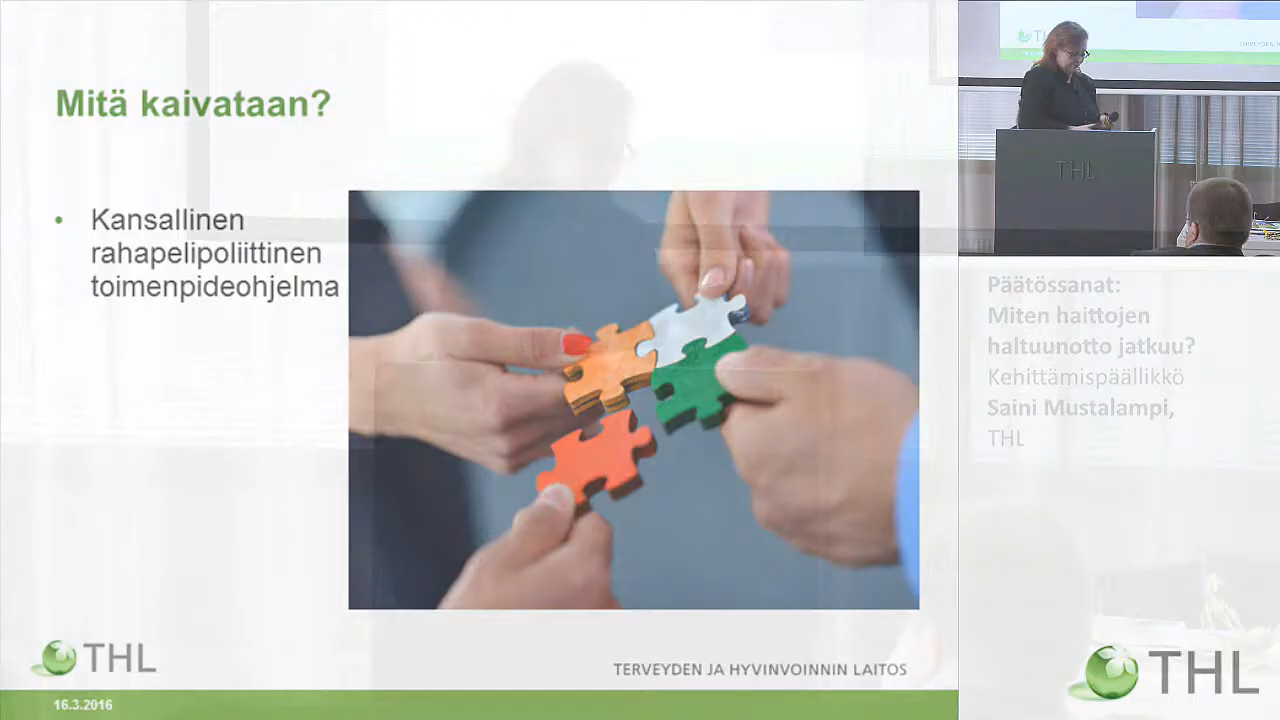 Mitä kaivataan?
• Kansallinen
rahapelipoliittinen
toimenpideohjelma
THL
TERVEYDEN JA HYVINVOINNIN LAITOS
16.3.2016
THL
Päätössanat:
Miten haittojen
haltuunotto jatkuu?
Kehittämispäällikkö
Saini Mustalampi,
THL
THL